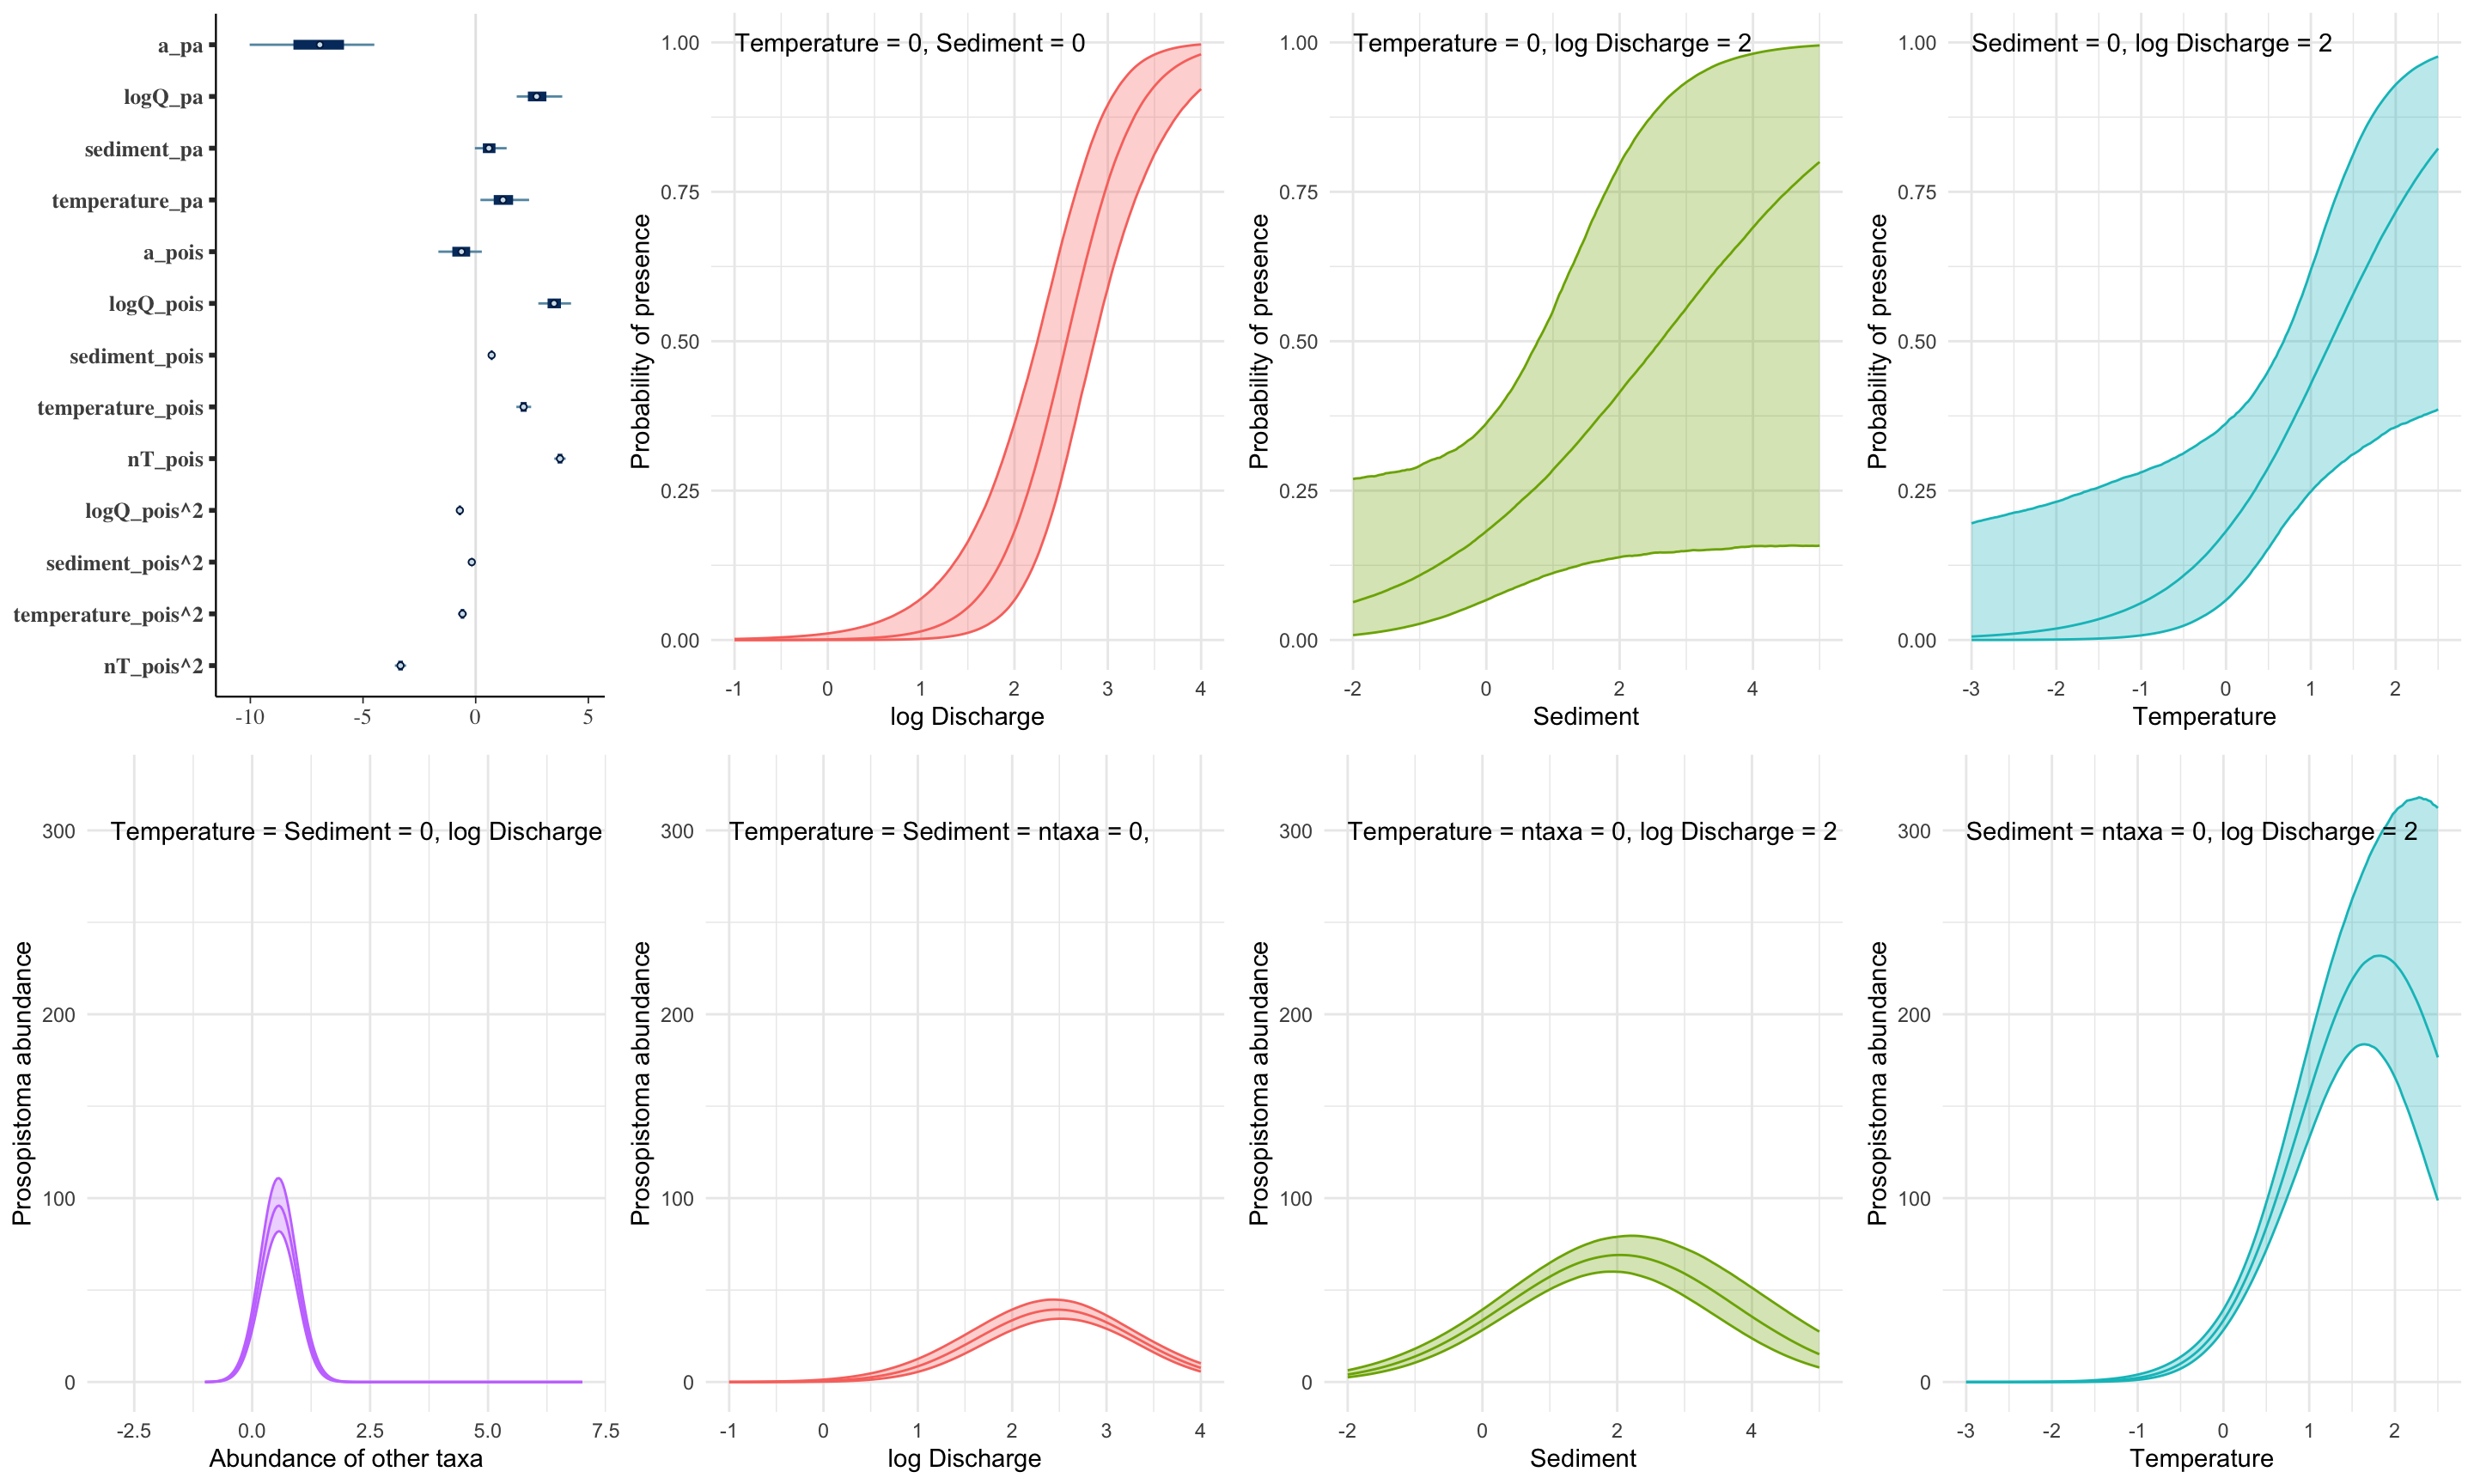 a_pa
logQ_pa
sediment_pa
temperature_pa
a_pois
logQ_pois
sediment_pois
temperature_pois
nT_pois
logQ_pois^2
sediment_pois^2
temperature_pois^2
nT_pois^2
-10 -5 0 5
Temperature = 0, Sediment = 0
Probability of presence
1.00
0.75
0.50
0.25
0.00
-1 0 1 2 3 4
log Discharge
Temperature = 0, log Discharge = 2
Probability of presence
1.00
0.75
0.50
0.25
0.00
-2 0 2 4
Sediment
Sediment = 0, log Discharge = 2
Probability of presence
1.00
0.75
0.50
0.25
0.00
-3 -2 -1 0 1 2
Temperature
Temperature = Sediment = 0, log Discharge
Prosopistoma abundance
300
200
100
0
-2.5 0.0 2.5 5.0 7.5
Abundance of other taxa
Temperature = Sediment = ntaxa = 0,
Prosopistoma abundance
300
200
100
0
-1 0 1 2 3 4
log Discharge
Temperature = ntaxa = 0, log Discharge = 2
Prosopistoma abundance
300
200
100
0
-2 0 2 4
Sediment
Sediment = ntaxa = 0, log Discharge = 2
Prosopistoma abundance
300
200
100
0
-3 -2 -1 0 1 2
Temperature